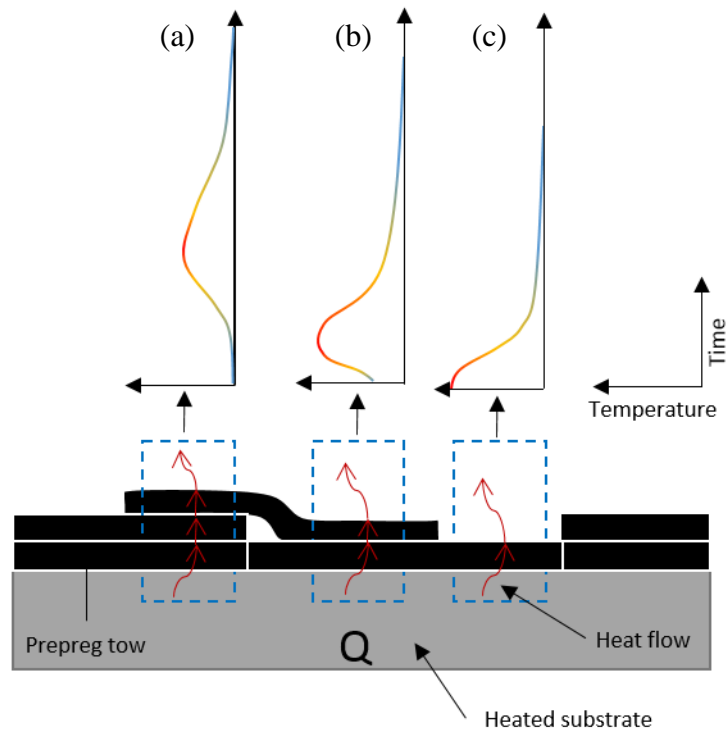 (a)
(b)
(c)
Time
Temperature
Prepreg tow
Q
Heat flow
Heated substrate